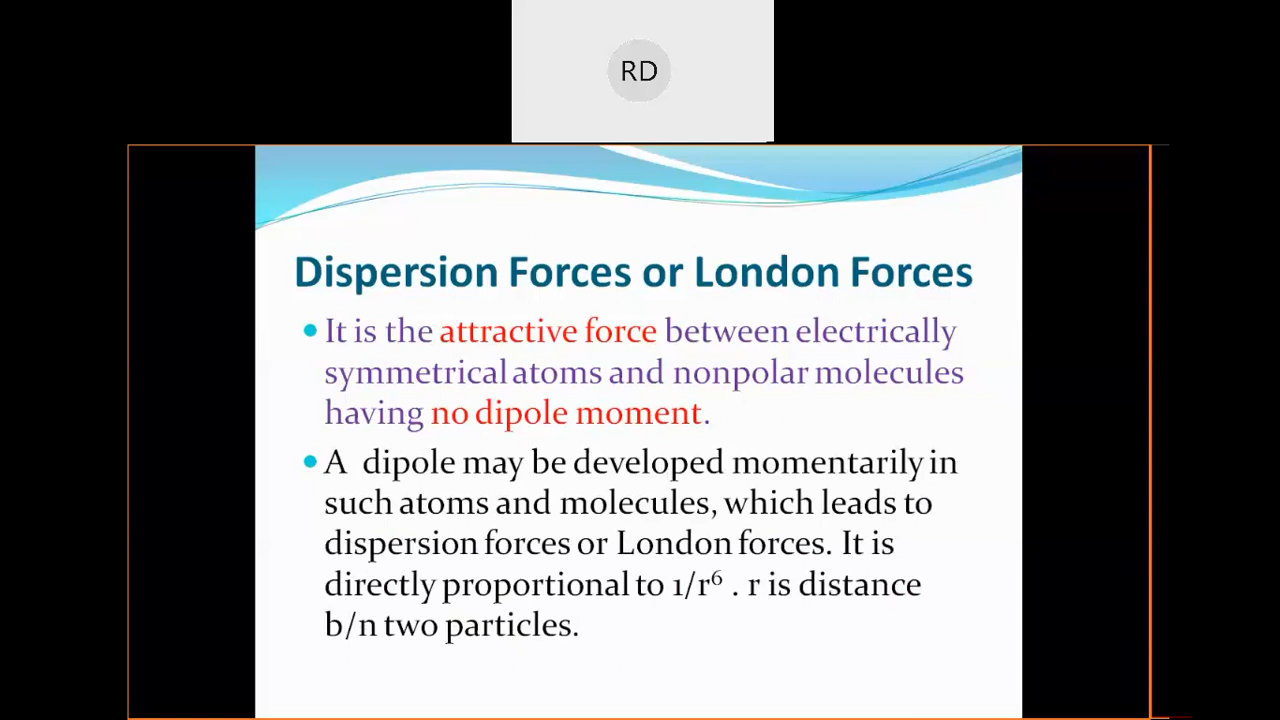 RD
Dispersion Forces or London Forces
• It is the attractive force between electrically
symmetrical atoms and nonpolar molecules
having no dipole moment.
• A dipole may be developed momentarily in
such atoms and molecules, which leads to
dispersion forces or London forces. It is
directly proportional to 1/r⁶ . r is distance
b/n two particles.